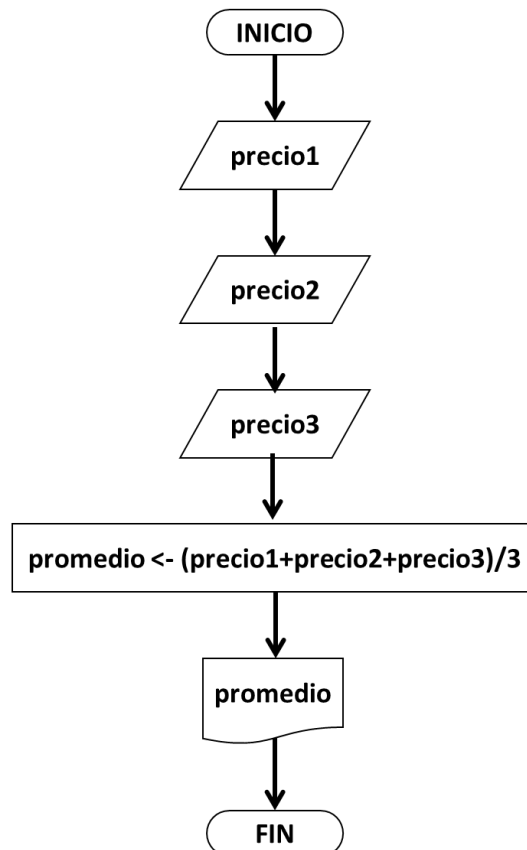 INICIO
precio1
precio2
precio3
promedio <- (precio1+precio2+precio3)/3
promedio
FIN